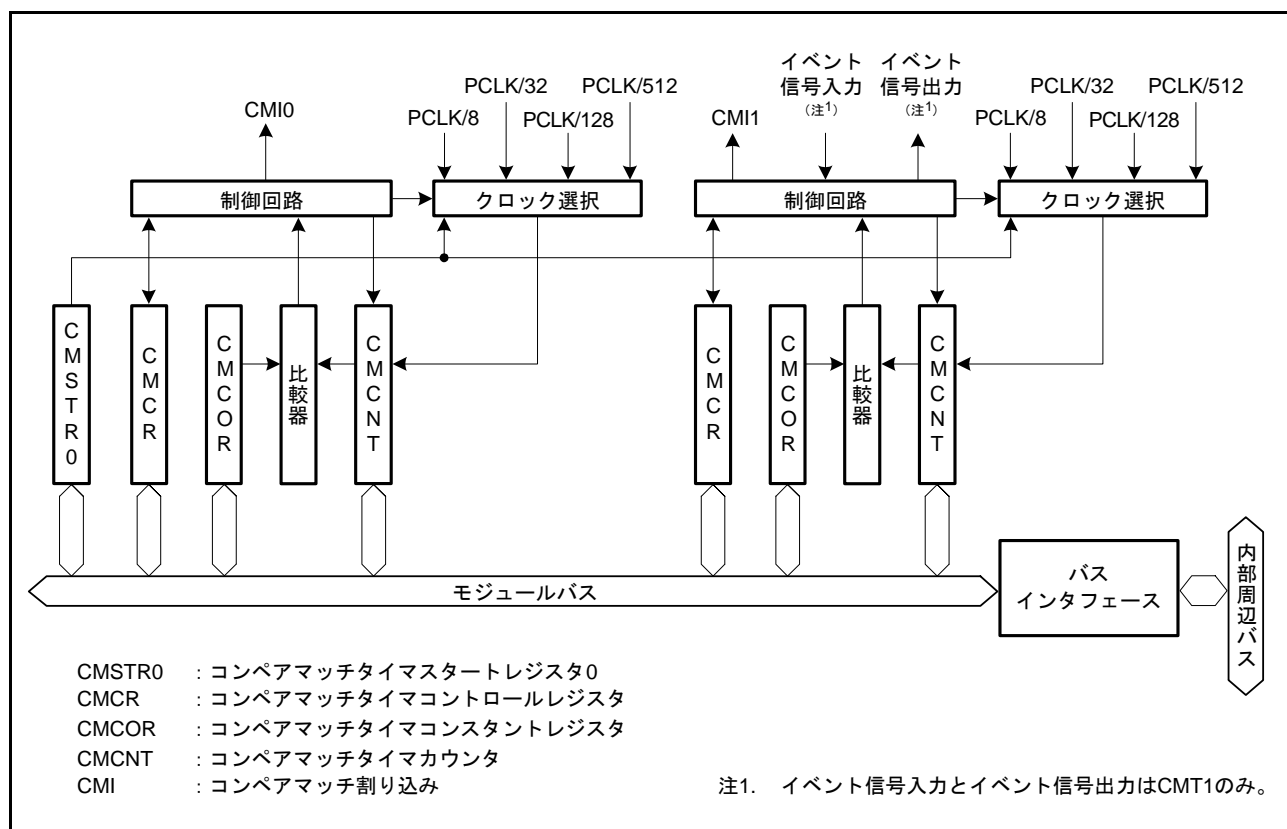 CMI0
PCLK/8
PCLK/32
PCLK/128
PCLK/512
制御回路
クロック選択
CMI1
イベント
信号入力
(注1)
イベント
信号出力
(注1)
PCLK/8
PCLK/32
PCLK/128
PCLK/512
制御回路
クロック選択
CMSTR0
CMCR
CMCOR
比較器
CMCNT
CMCR
CMCOR
比較器
CMCNT
モジュールバス
バス
インタフェース
内部周辺バス
CMSTR0 : コンペアマッチタイマスタートレジスタ0
CMCR : コンペアマッチタイマコントロールレジスタ
CMCOR : コンペアマッチタイマコンスタントレジスタ
CMCNT : コンペアマッチタイマカウンタ
CMI : コンペアマッチ割り込み
注1. イベント信号入力とイベント信号出力はCMT1のみ。